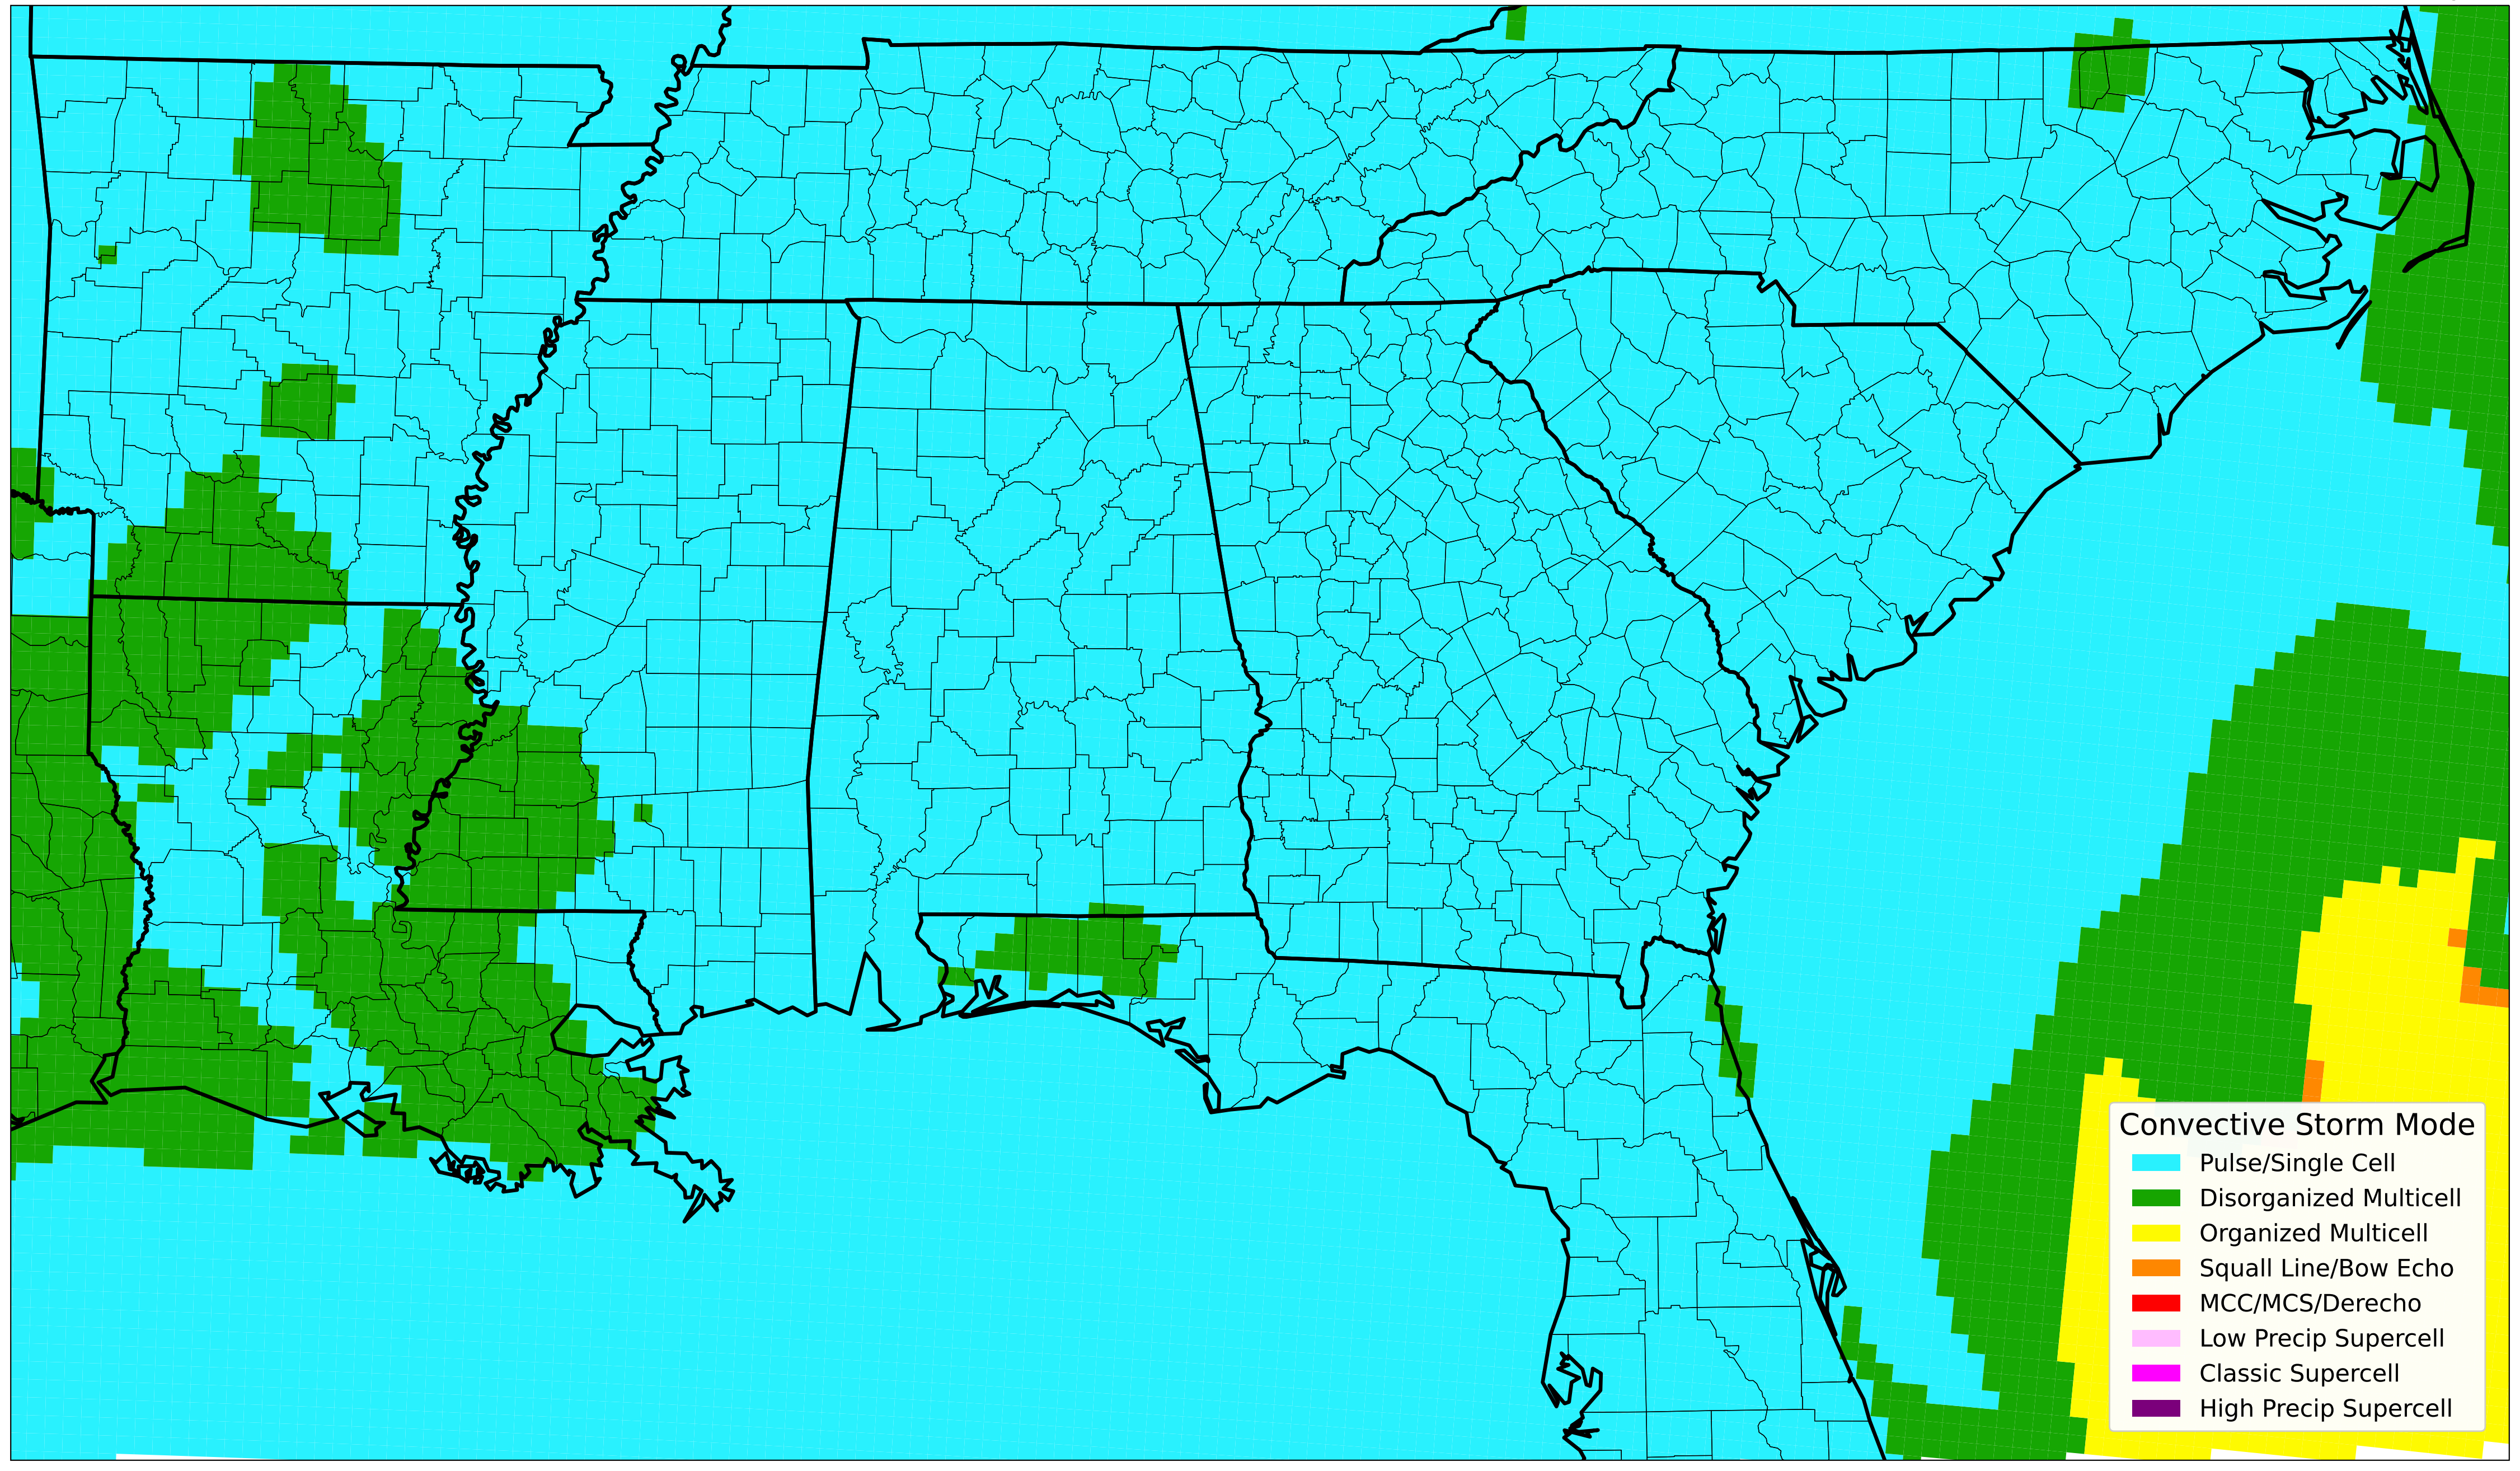 Convective Storm Mode
Pulse/Single Cell
Disorganized Multicell
Organized Multicell
Squall Line/Bow Echo
MCC/MCS/Derecho
Low Precip Supercell
Classic Supercell
High Precip Supercell